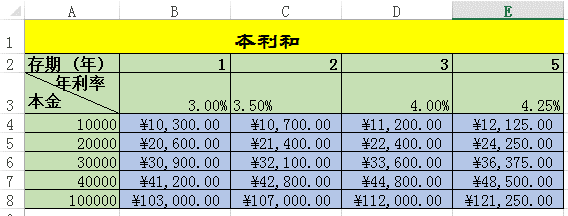 A B C D E
1 本利和
2 存期（年） 1 2 3 5
年利率
3 本金 3.00% 3.50% 4.00% 4.25%
4 10000 ¥10,300.00 ¥10,700.00 ¥11,200.00 ¥12,125.00
5 20000 ¥20,600.00 ¥21,400.00 ¥22,400.00 ¥24,250.00
6 30000 ¥30,900.00 ¥32,100.00 ¥33,600.00 ¥36,375.00
7 40000 ¥41,200.00 ¥42,800.00 ¥44,800.00 ¥48,500.00
8 100000 ¥103,000.00 ¥107,000.00 ¥112,000.00 ¥121,250.00